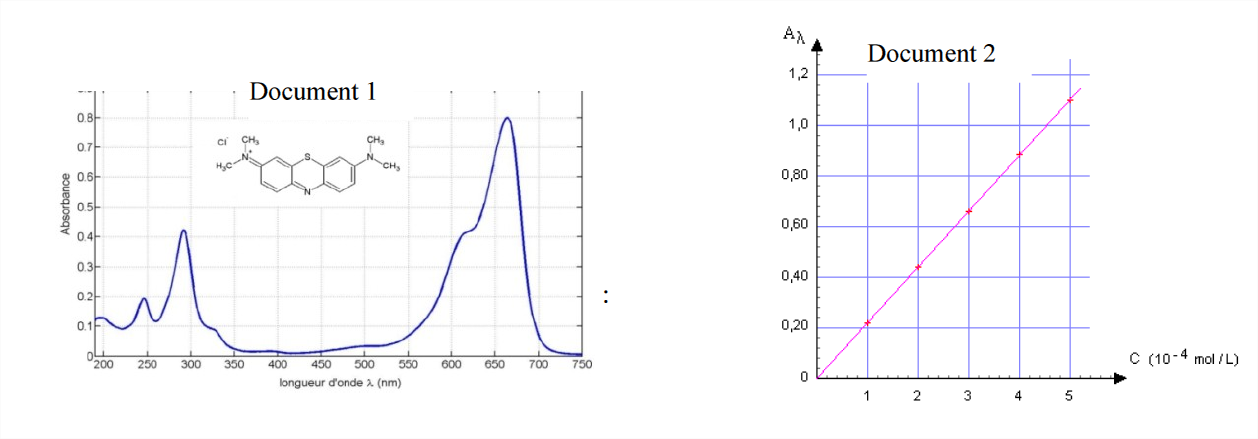 Document 1
0.8
0.7
0.6
0.5
0.4
0.3
0.2
0.1
0
Absorbance
Cl⁻
CH₃
H₃C
N⁺
S
N
CH₃
N
CH₃
200 250 300 350 400 450 500 550 600 650 700 750
longueur d'onde λ (nm)
:
Document 2
Aλ
1,2
1,0
0,80
0,60
0,40
0,20
0
1 2 3 4 5
C (10⁻⁴ mol / L)